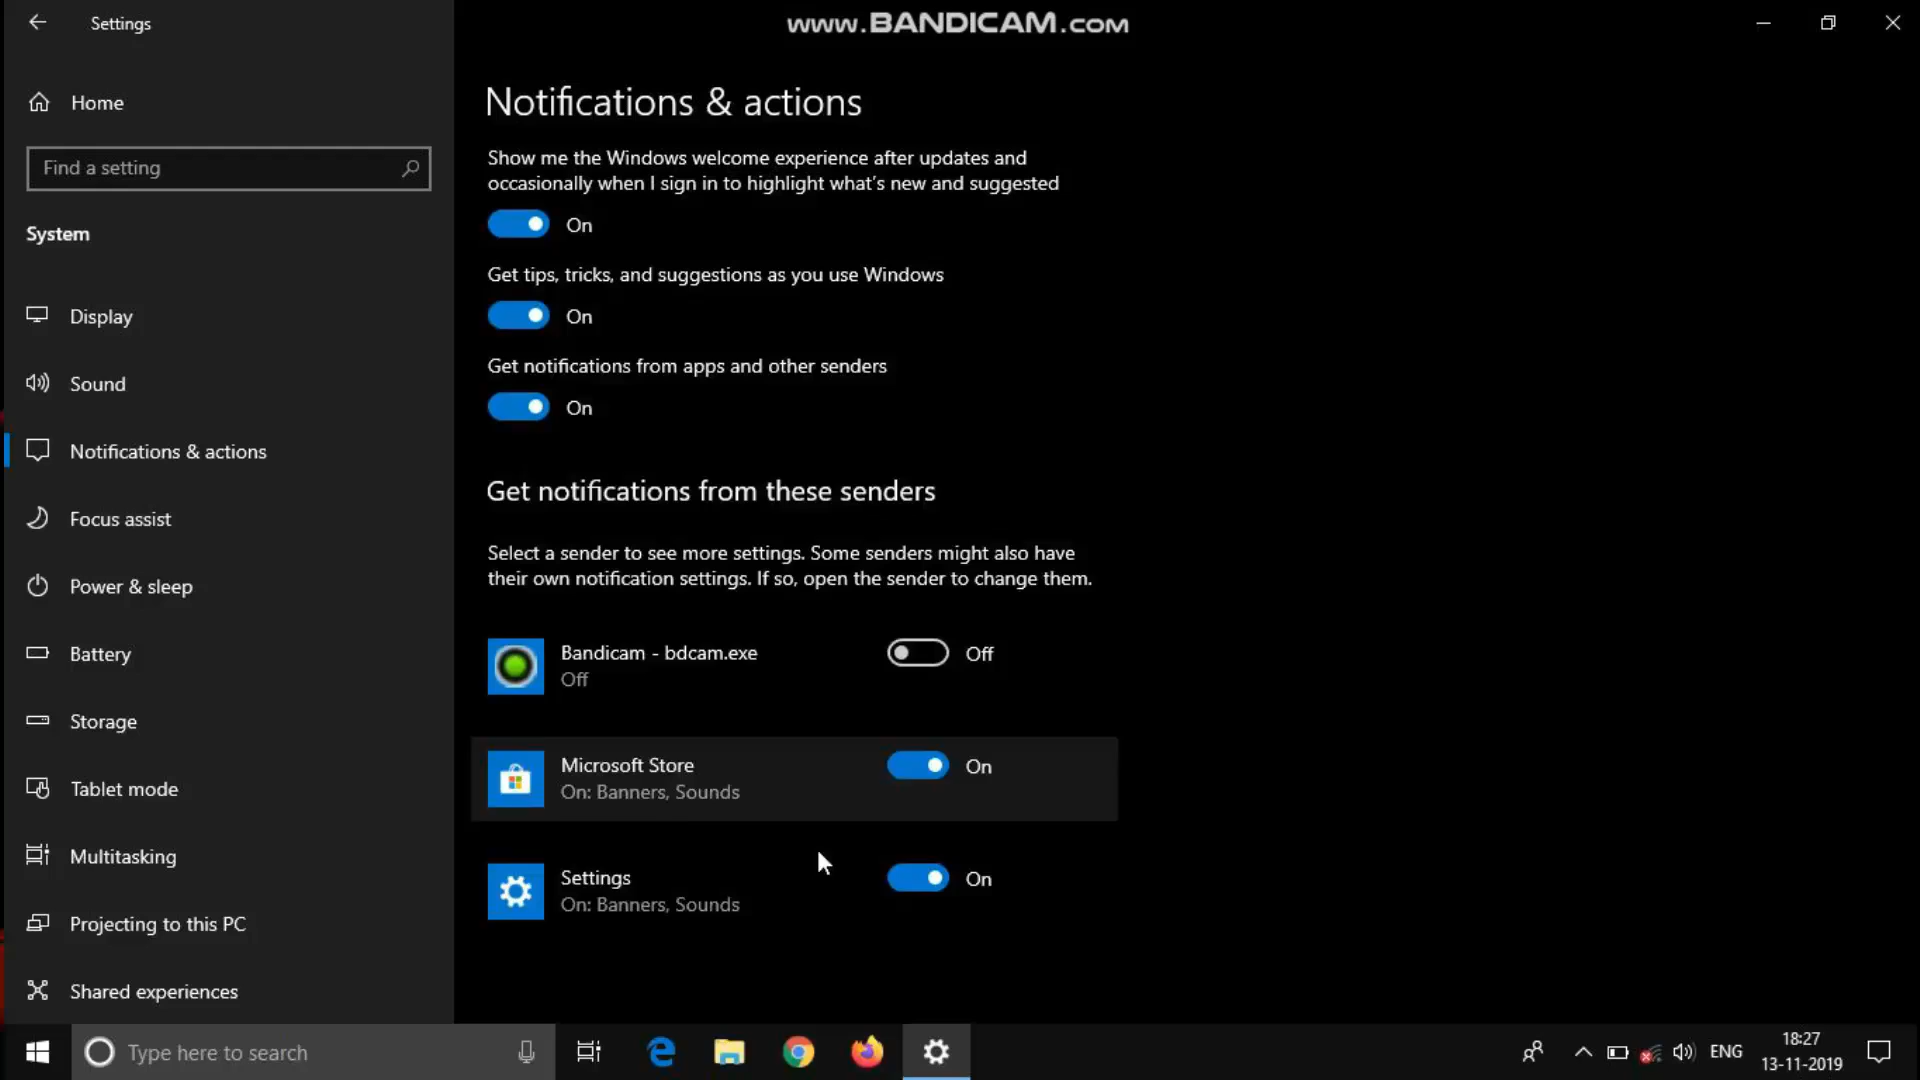 Settings
www.BANDICAM.com
Home
Find a setting
System
Display
Sound
Notifications & actions
Focus assist
Power & sleep
Battery
Storage
Tablet mode
Multitasking
Projecting to this PC
Shared experiences
Notifications & actions
Show me the Windows welcome experience after updates and
occasionally when I sign in to highlight what's new and suggested
On
Get tips, tricks, and suggestions as you use Windows
On
Get notifications from apps and other senders
On
Get notifications from these senders
Select a sender to see more settings. Some senders might also have
their own notification settings. If so, open the sender to change them.
Bandicam - bdcam.exe
Off
Off
Microsoft Store
On: Banners, Sounds
On
Settings
On: Banners, Sounds
On
Type here to search
ENG
18:27
13-11-2019